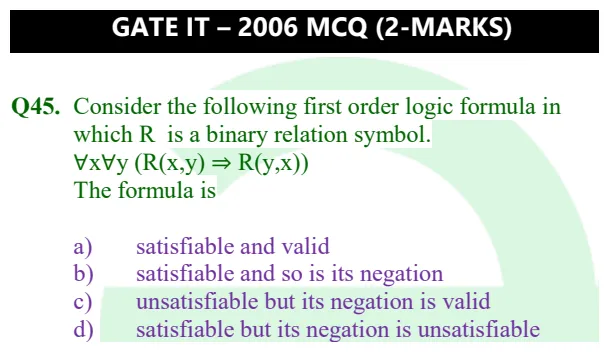 GATE IT – 2006 MCQ (2-MARKS)
Q45. Consider the following first order logic formula in
which R is a binary relation symbol.
∀x∀y (R(x,y) ⇒ R(y,x))
The formula is
a) satisfiable and valid
b) satisfiable and so is its negation
c) unsatisfiable but its negation is valid
d) satisfiable but its negation is unsatisfiable